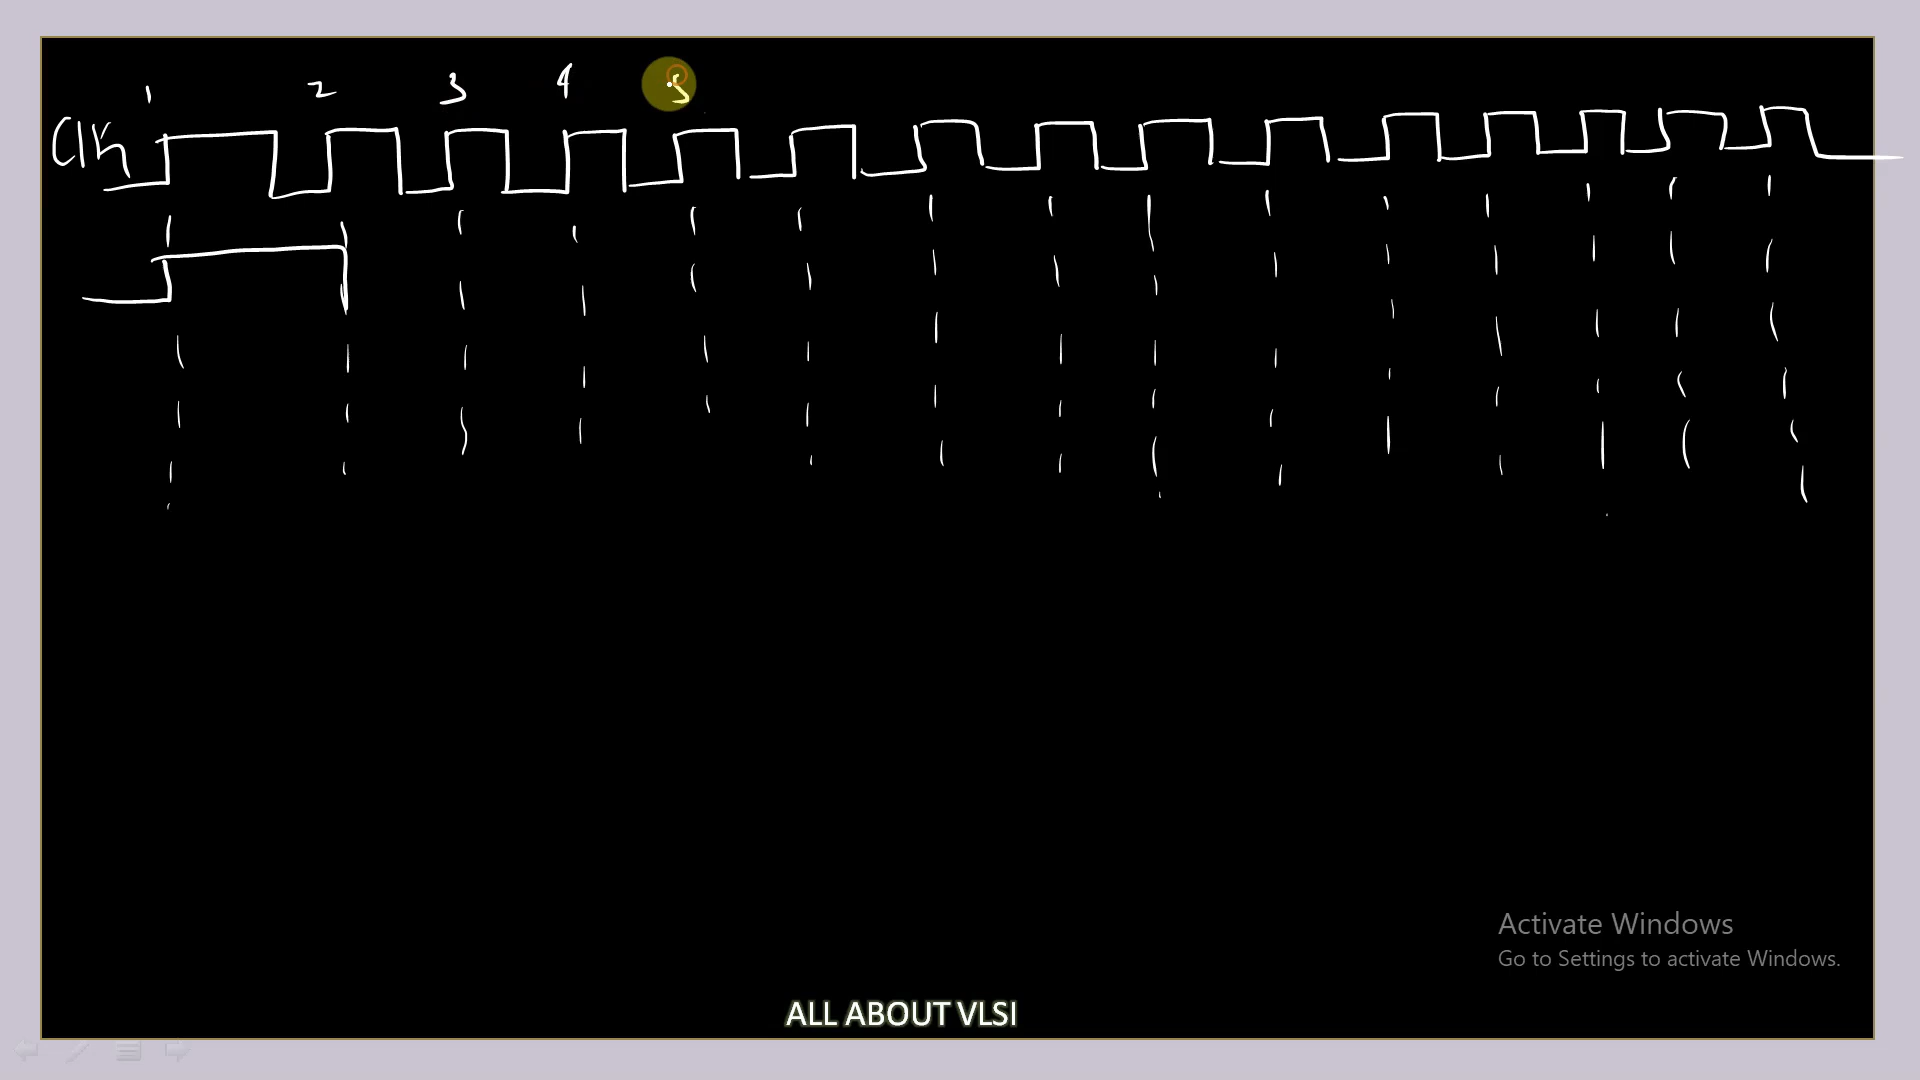 1 2 3 4 5
Clk
Activate Windows
Go to Settings to activate Windows.
ALL ABOUT VLSI